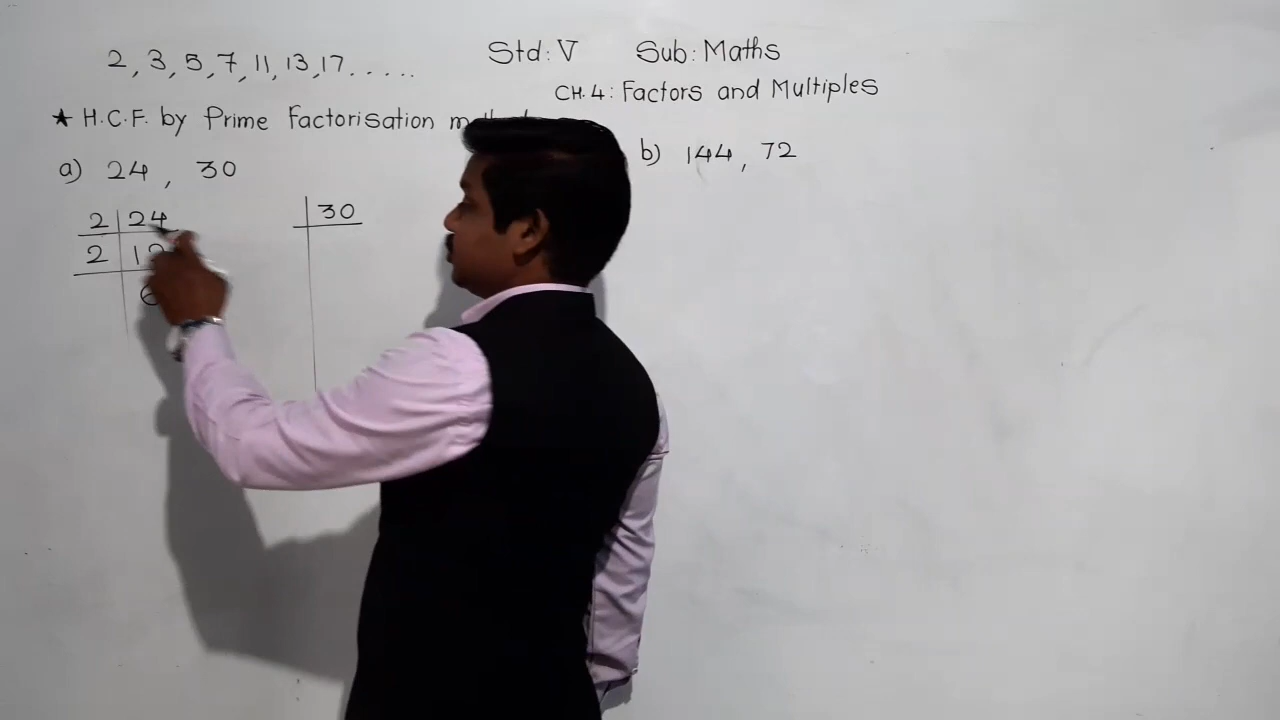 2, 3, 5, 7, 11, 13, 17.....
Std: V Sub: Maths
CH. 4: Factors and Multiples
★ H.C.F. by Prime Factorisation
a) 24, 30
2 24
2
6
30
b) 144, 72